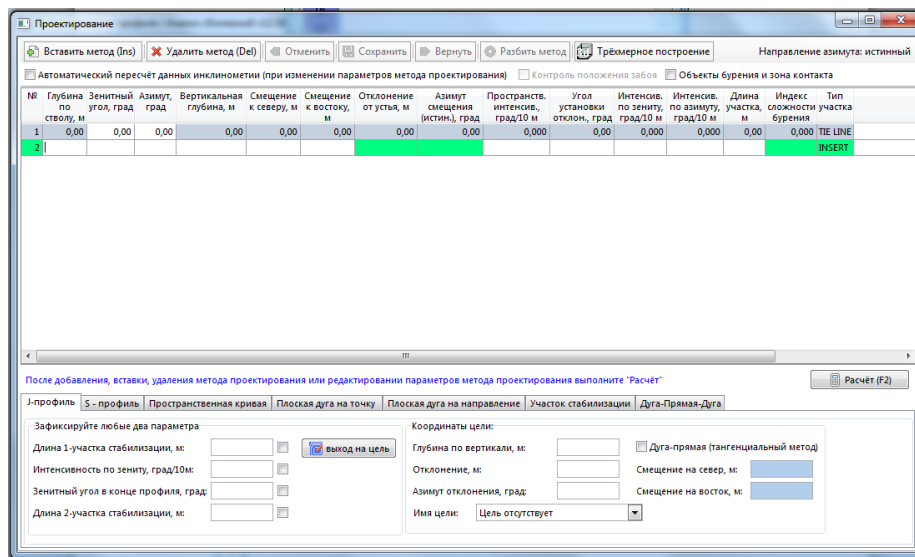 Проектирование
Вставить метод (Ins) Удалить метод (Del) Отменить Сохранить Вернуть Разбить метод Трёхмерное построение Направление азимута: истинный
Автоматический пересчёт данных инклинометии (при изменении параметров метода проектирования) Контроль положения забоя Объекты бурения и зона контакта
№ Глубина Зенитный Азимут, Вертикальная Смещение Смещение Отклонение Азимут Пространств. Угол Интенсив. Интенсив. Длина Индекс Тип
по угол, град град глубина, м к северу, м к востоку, от устья, м смещения интенсив., установки по зениту, по азимуту, участка, сложности участка
стволу, м м (истин.), град град/10 м отклон., град град/10 м град/10 м м бурения
1 0,00 0,00 0,00 0,00 0,00 0,00 0,00 0,00 0,000 0,00 0,000 0,000 0,00 0,000 TIE LINE
2 INSERT
После добавления, вставки, удаления метода проектирования или редактировании параметров метода проектирования выполните "Расчёт" Расчёт (F2)
J-профиль S - профиль Пространственная кривая Плоская дуга на точку Плоская дуга на направление Участок стабилизации Дуга-Прямая-Дуга
Зафиксируйте любые два параметра Координаты цели:
Длина 1-участка стабилизации, м: выход на цель Глубина по вертикали, м: Дуга-прямая (тангенциальный метод)
Интенсивность по зениту, град/10м: Отклонение, м: Смещение на север, м:
Зенитный угол в конце профиля, град: Азимут отклонения, град: Смещение на восток, м:
Длина 2-участка стабилизации, м: Имя цели: Цель отсутствует